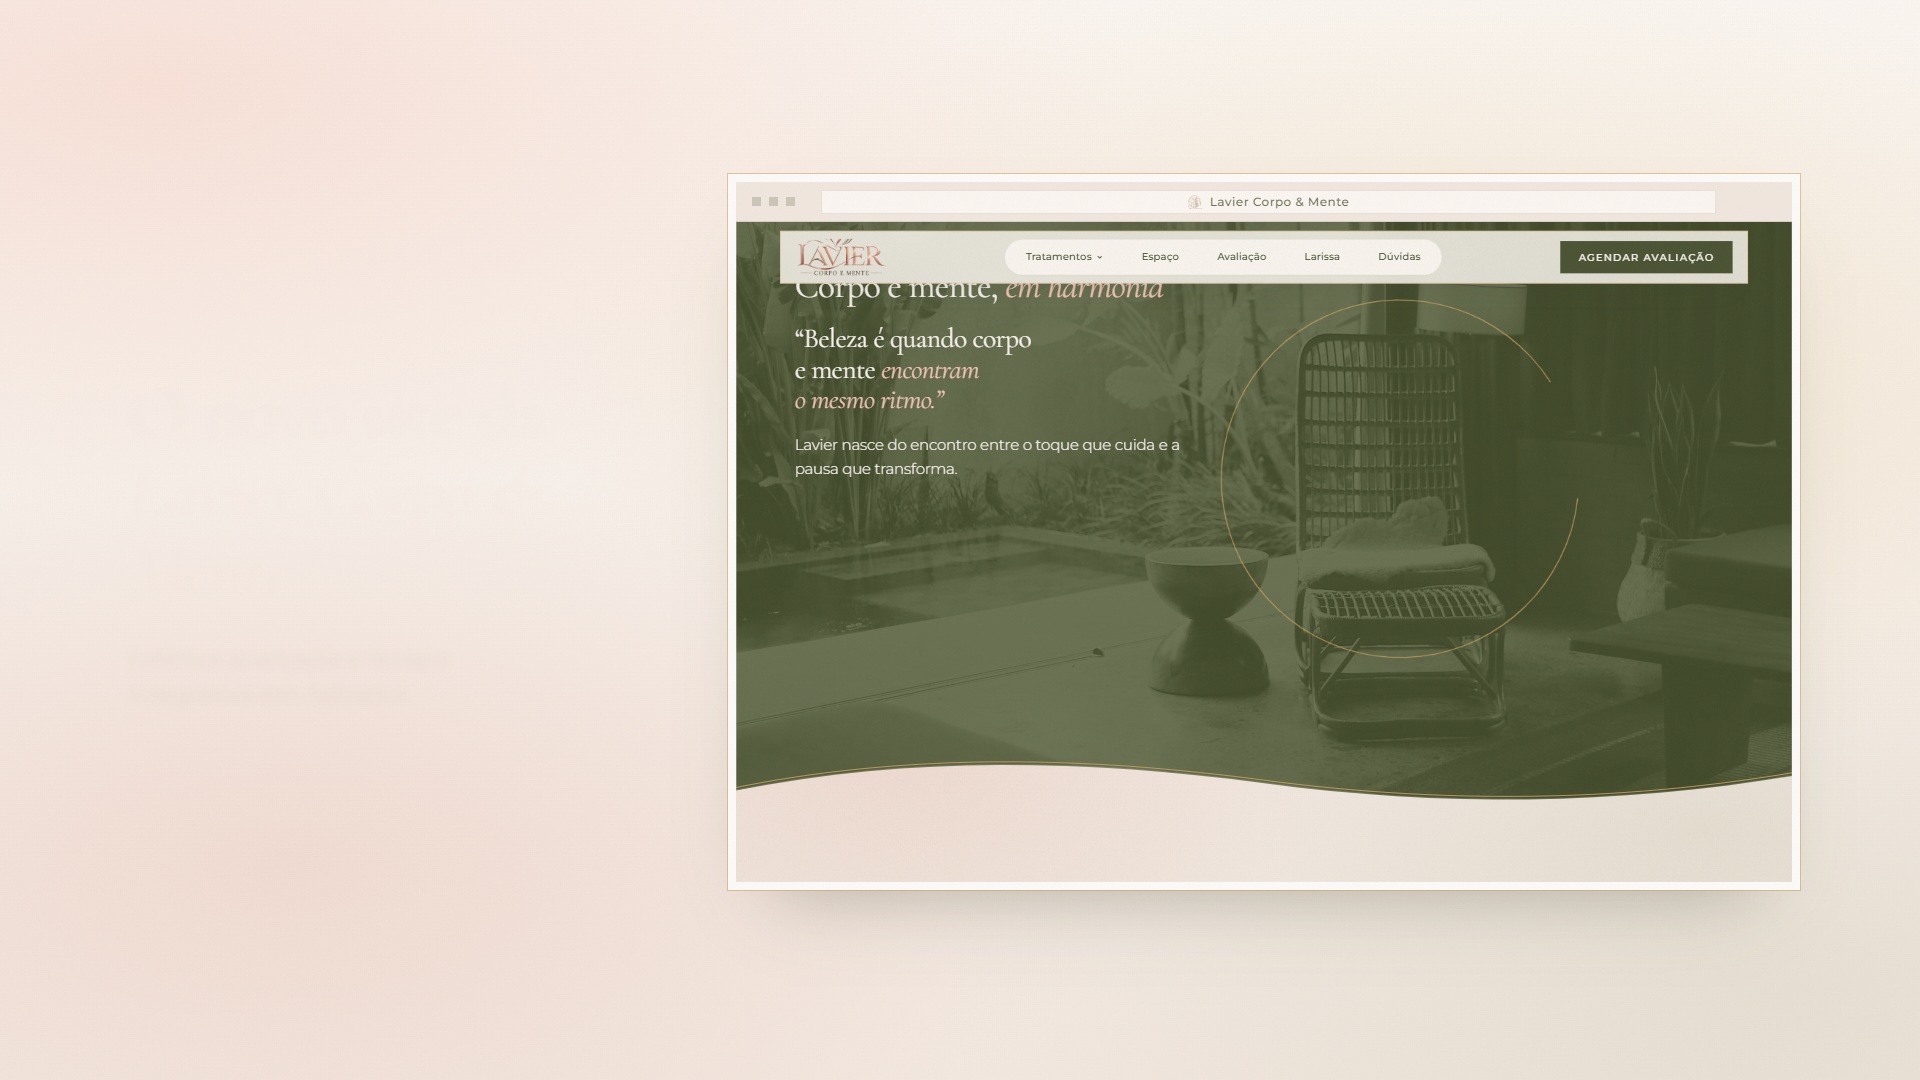 Lavier Corpo & Mente
LAVIER
CORPO E MENTE
Tratamentos
Espaço
Avaliação
Larissa
Dúvidas
AGENDAR AVALIAÇÃO
Corpo e mente, em harmonia
“Beleza é quando corpo
e mente encontram
o mesmo ritmo.”
Lavier nasce do encontro entre o toque que cuida e a
pausa que transforma.